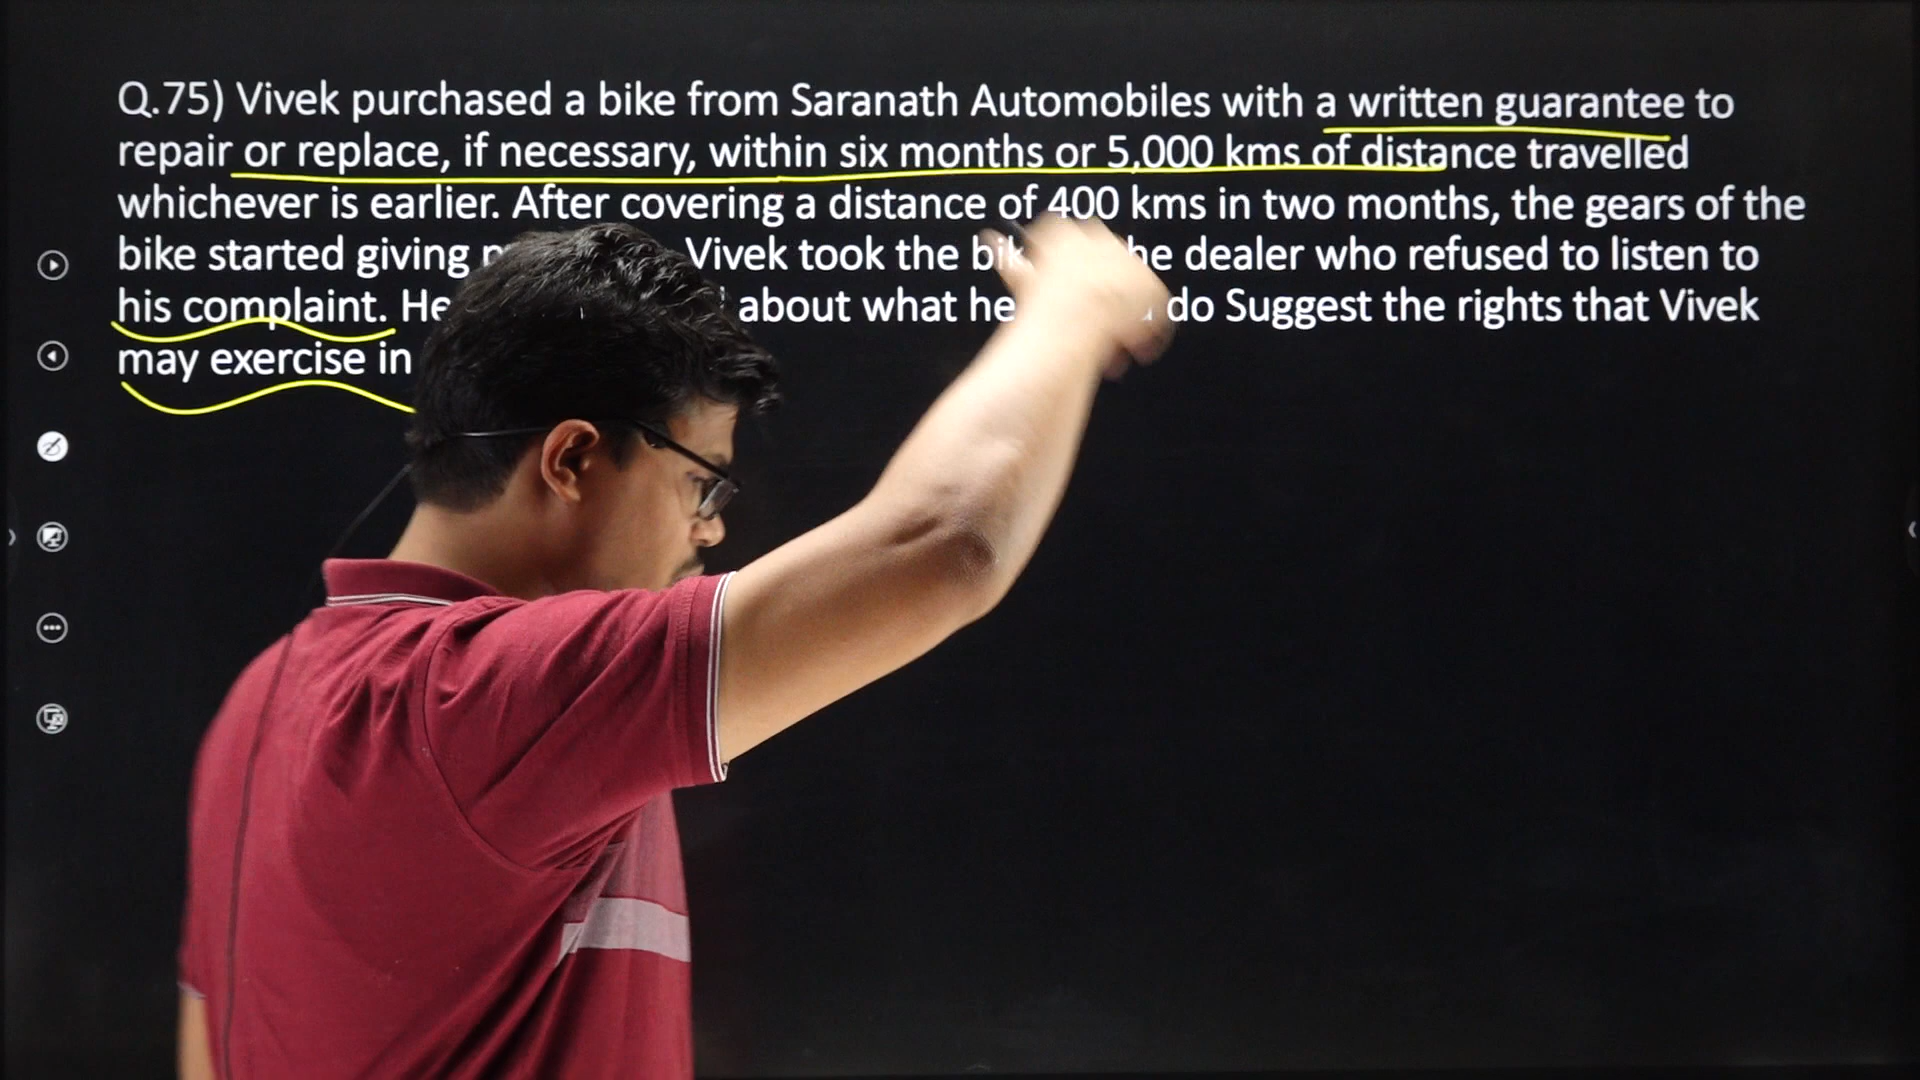 Q.75) Vivek purchased a bike from Saranath Automobiles with a written guarantee to
repair or replace, if necessary, within six months or 5,000 kms of distance travelled
whichever is earlier. After covering a distance of 400 kms in two months, the gears of the
bike started giving Vivek took the dealer who refused to listen to
his complaint. He about what he do Suggest the rights that Vivek
may exercise in